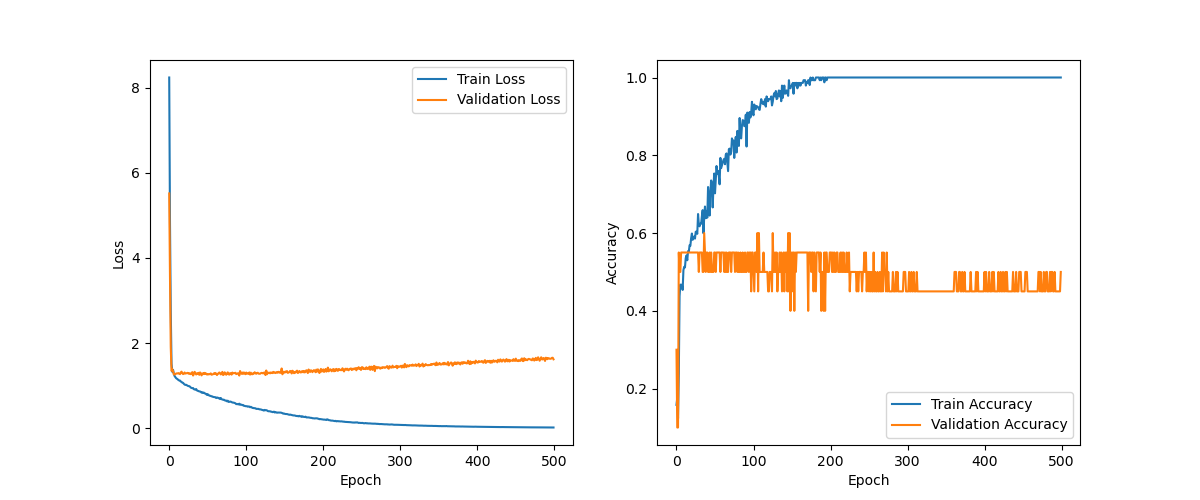 Train Loss
Validation Loss
8
6
4
2
0
Loss
0 100 200 300 400 500
Epoch
1.0
0.8
0.6
0.4
0.2
Accuracy
Train Accuracy
Validation Accuracy
0 100 200 300 400 500
Epoch